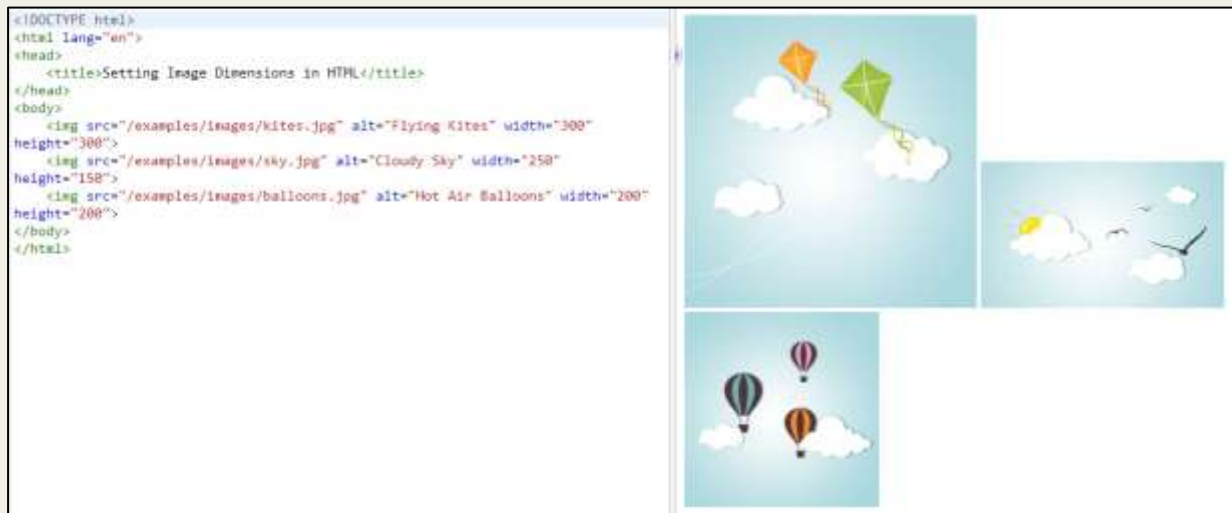 <!DOCTYPE html>
<html lang="en">
<head>
    <title>Setting Image Dimensions in HTML</title>
</head>
<body>
    <img src="/examples/images/kites.jpg" alt="Flying Kites" width="300"
height="300">
    <img src="/examples/images/sky.jpg" alt="Cloudy Sky" width="250"
height="150">
    <img src="/examples/images/balloons.jpg" alt="Hot Air Balloons" width="200"
height="200">
</body>
</html>